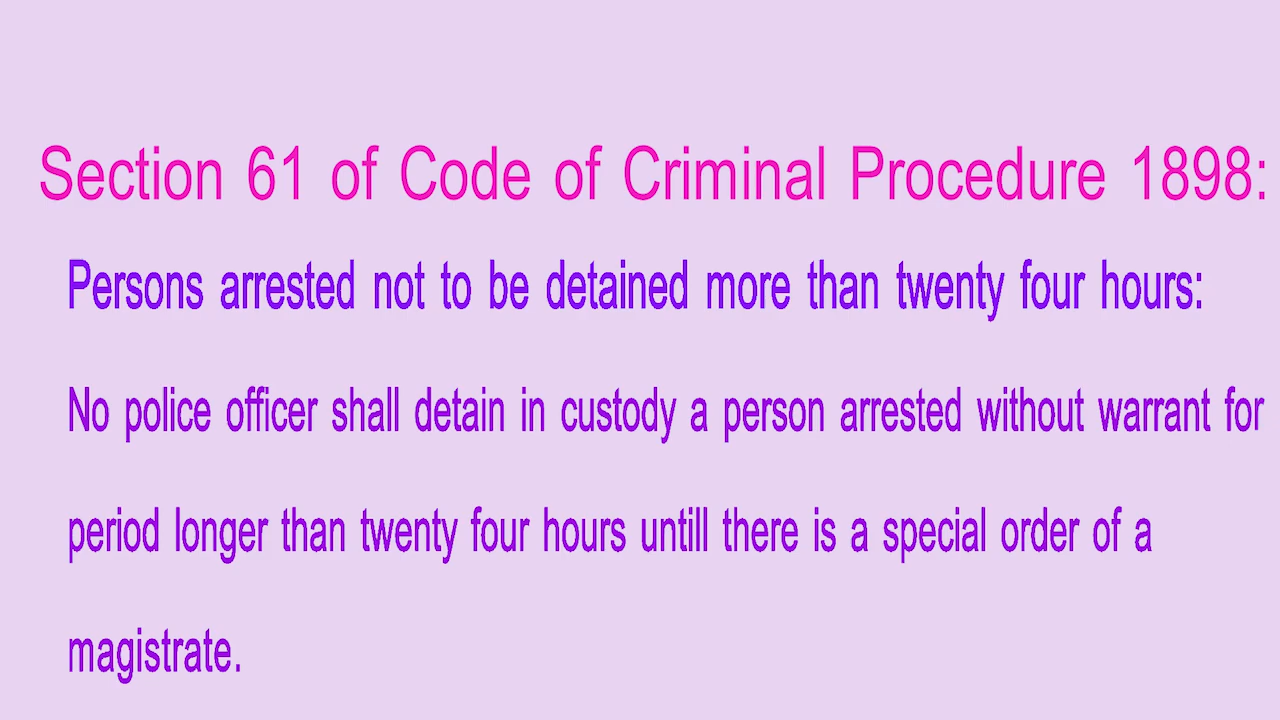 Section 61 of Code of Criminal Procedure 1898:
Persons arrested not to be detained more than twenty four hours:
No police officer shall detain in custody a person arrested without warrant for
period longer than twenty four hours untill there is a special order of a
magistrate.